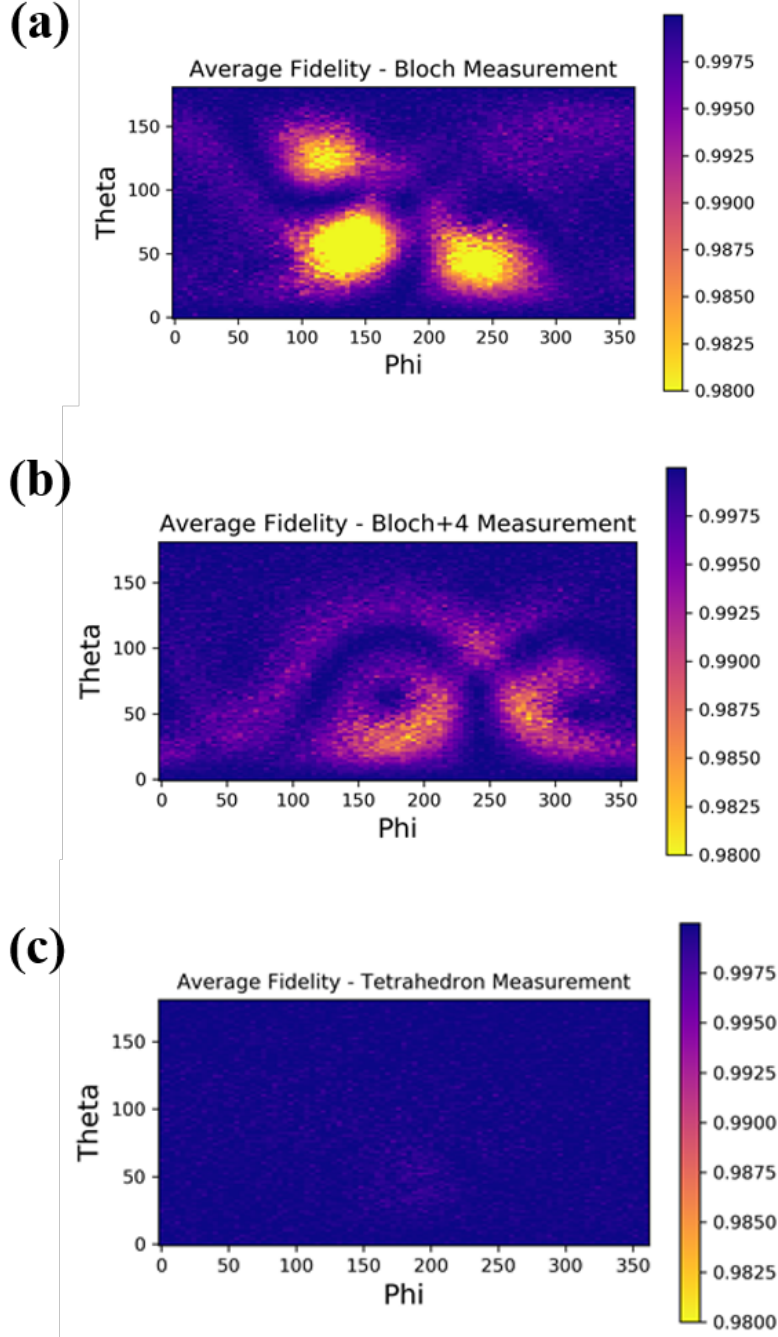 (a)
Average Fidelity - Bloch Measurement
Theta
150
100
50
0
0 50 100 150 200 250 300 350
Phi
0.9975
0.9950
0.9925
0.9900
0.9875
0.9850
0.9825
0.9800
(b)
Average Fidelity - Bloch+4 Measurement
Theta
150
100
50
0
0 50 100 150 200 250 300 350
Phi
0.9975
0.9950
0.9925
0.9900
0.9875
0.9850
0.9825
0.9800
(c)
Average Fidelity - Tetrahedron Measurement
Theta
150
100
50
0
0 50 100 150 200 250 300 350
Phi
0.9975
0.9950
0.9925
0.9900
0.9875
0.9850
0.9825
0.9800